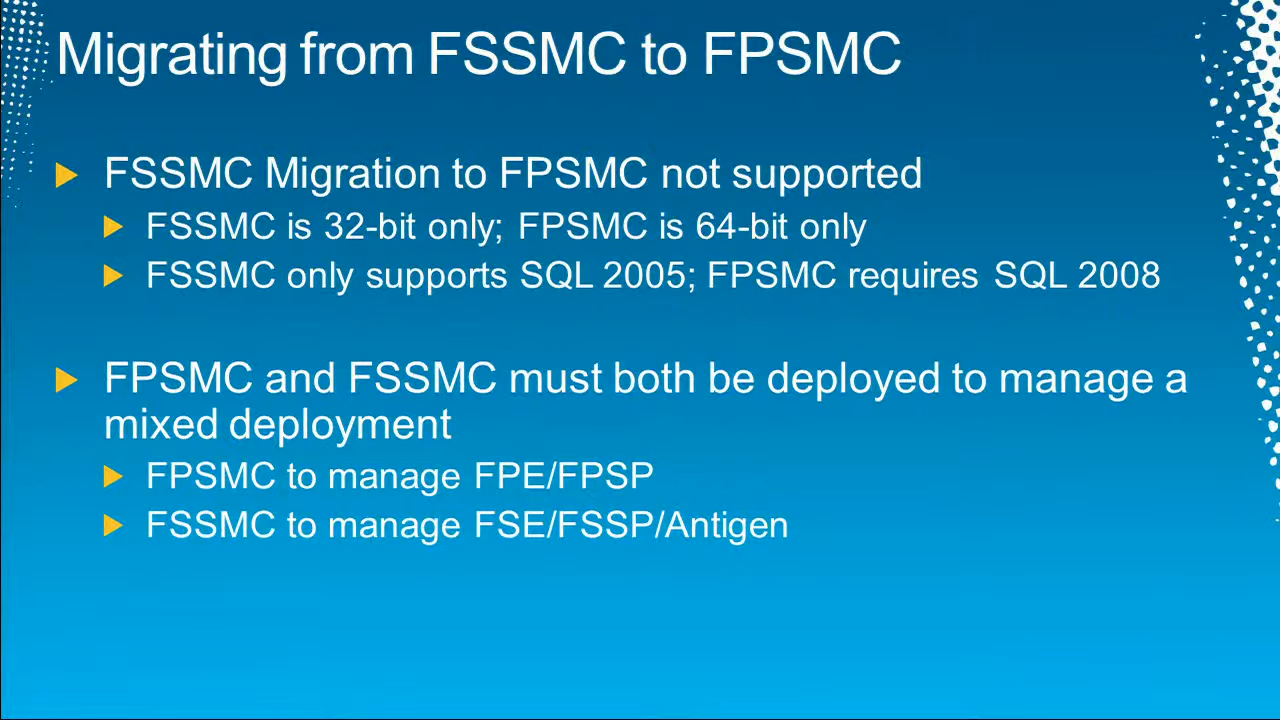 Migrating from FSSMC to FPSMC
FSSMC Migration to FPSMC not supported
FSSMC is 32-bit only; FPSMC is 64-bit only
FSSMC only supports SQL 2005; FPSMC requires SQL 2008
FPSMC and FSSMC must both be deployed to manage a
mixed deployment
FPSMC to manage FPE/FPSP
FSSMC to manage FSE/FSSP/Antigen